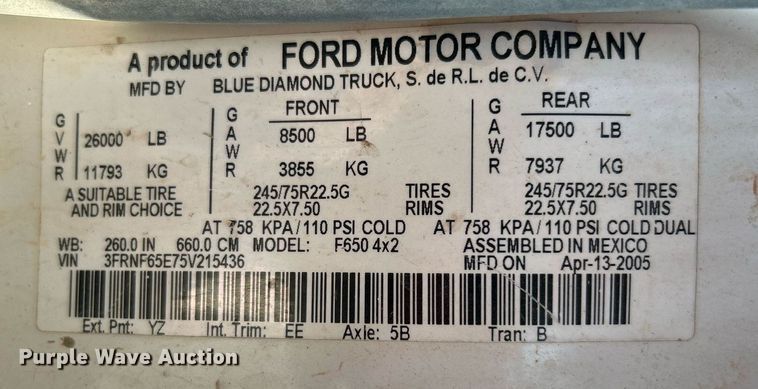 A product of FORD MOTOR COMPANY
MFD BY BLUE DIAMOND TRUCK, S. de R.L. de C.V.
GVWR 26000 LB 11793 KG
FRONT GAWR 8500 LB 3855 KG
REAR GAWR 17500 LB 7937 KG
A SUITABLE TIRE 245/75R22.5G TIRES 245/75R22.5G TIRES
AND RIM CHOICE 22.5X7.50 RIMS 22.5X7.50 RIMS
AT 758 KPA/110 PSI COLD AT 758 KPA/110 PSI COLD DUAL
WB: 260.0 IN 660.0 CM MODEL: F650 4x2 ASSEMBLED IN MEXICO
VIN 3FRNF65E75V215436 MFD ON Apr-13-2005
Ext. Pnt: YZ Int. Trim: EE Axle: 5B Tran: B
Purple Wave Auction